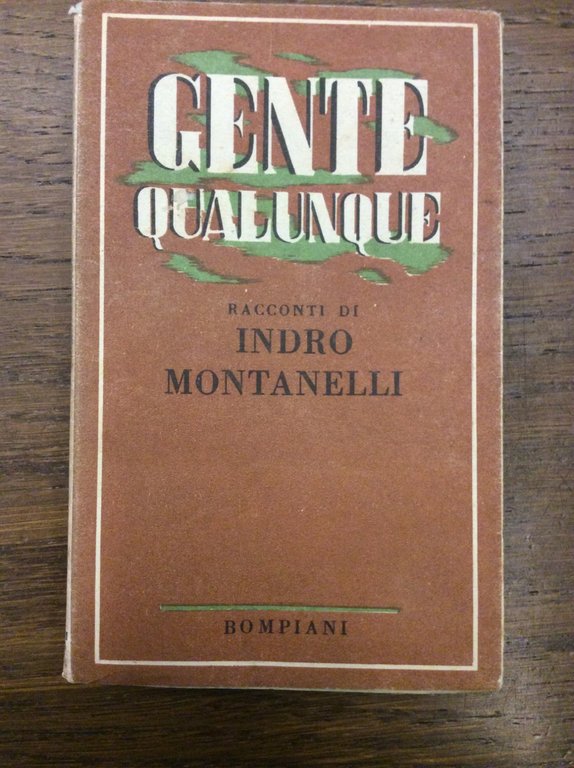 GENTE
QUALUNQUE
RACCONTI DI
INDRO
MONTANELLI
BOMPIANI